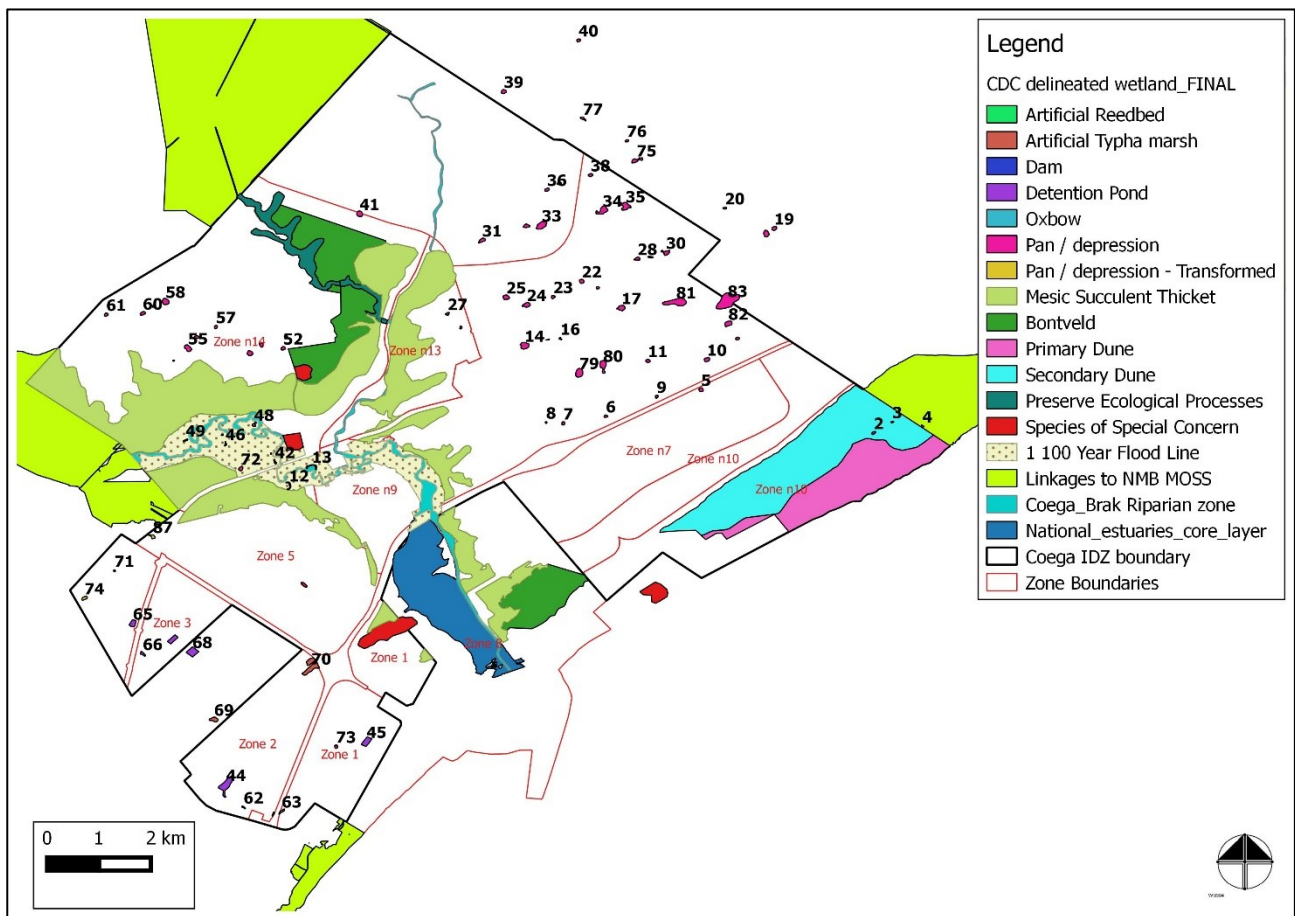 Legend
CDC delineated wetland_FINAL
Artificial Reedbed
Artificial Typha marsh
Dam
Detention Pond
Oxbow
Pan / depression
Pan / depression - Transformed
Mesic Succulent Thicket
Bontveld
Primary Dune
Secondary Dune
Preserve Ecological Processes
Species of Special Concern
1 100 Year Flood Line
Linkages to NMB MOSS
Coega_Brak Riparian zone
National_estuaries_core_layer
Coega IDZ boundary
Zone Boundaries
40
39
77
76
75
38
36
34
35
33
41
31
20
19
28
30
22
23
25
24
17
81
83
82
61
60
58
57
55
52
Zone n14
27
Zone n13
14
16
80
79
11
10
9
5
8
7
6
2
3
4
49
48
46
42
72
13
12
Zone n7
Zone n10
Zone n9
87
71
74
Zone 5
65
Zone 3
66
68
70
Zone 1
Zone 8
69
Zone 2
73
45
Zone 1
44
62
63
0 1 2 km